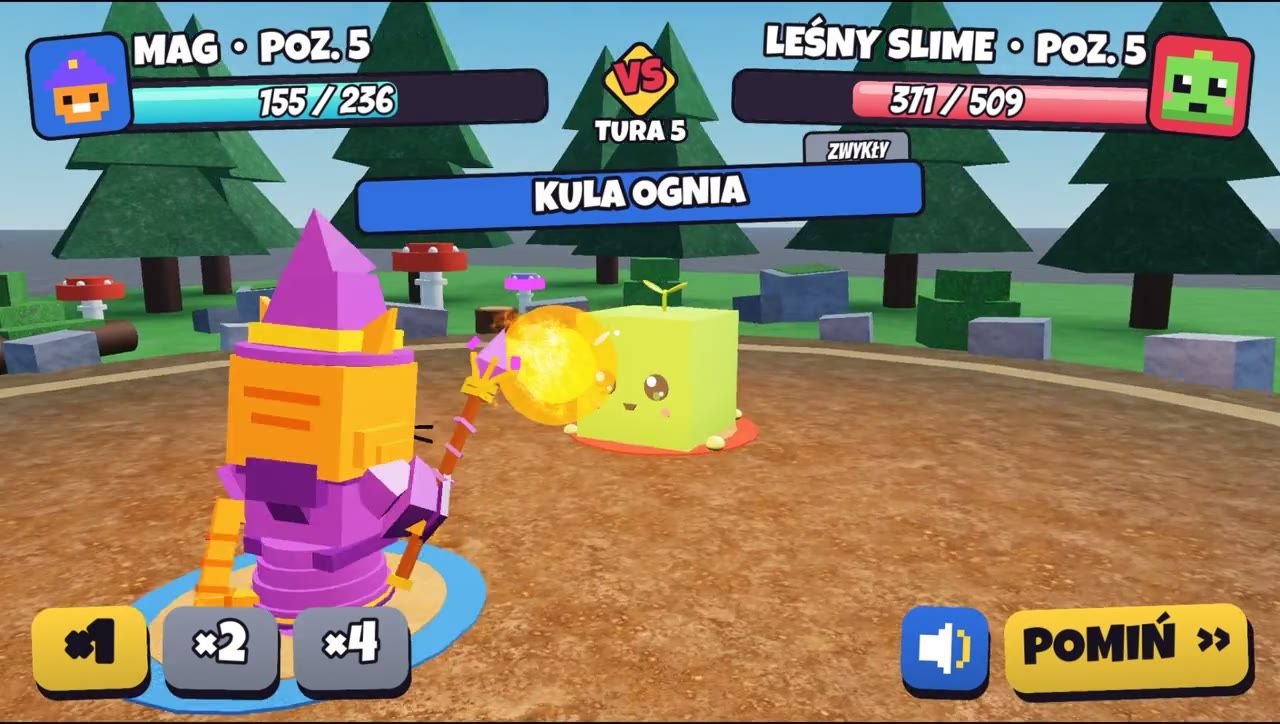 MAG • POZ. 5
155 / 236
VS
TURA 5
LEŚNY SLIME • POZ. 5
371 / 509
ZWYKŁY
KULA OGNIA
×1
×2
×4
POMIŃ >>